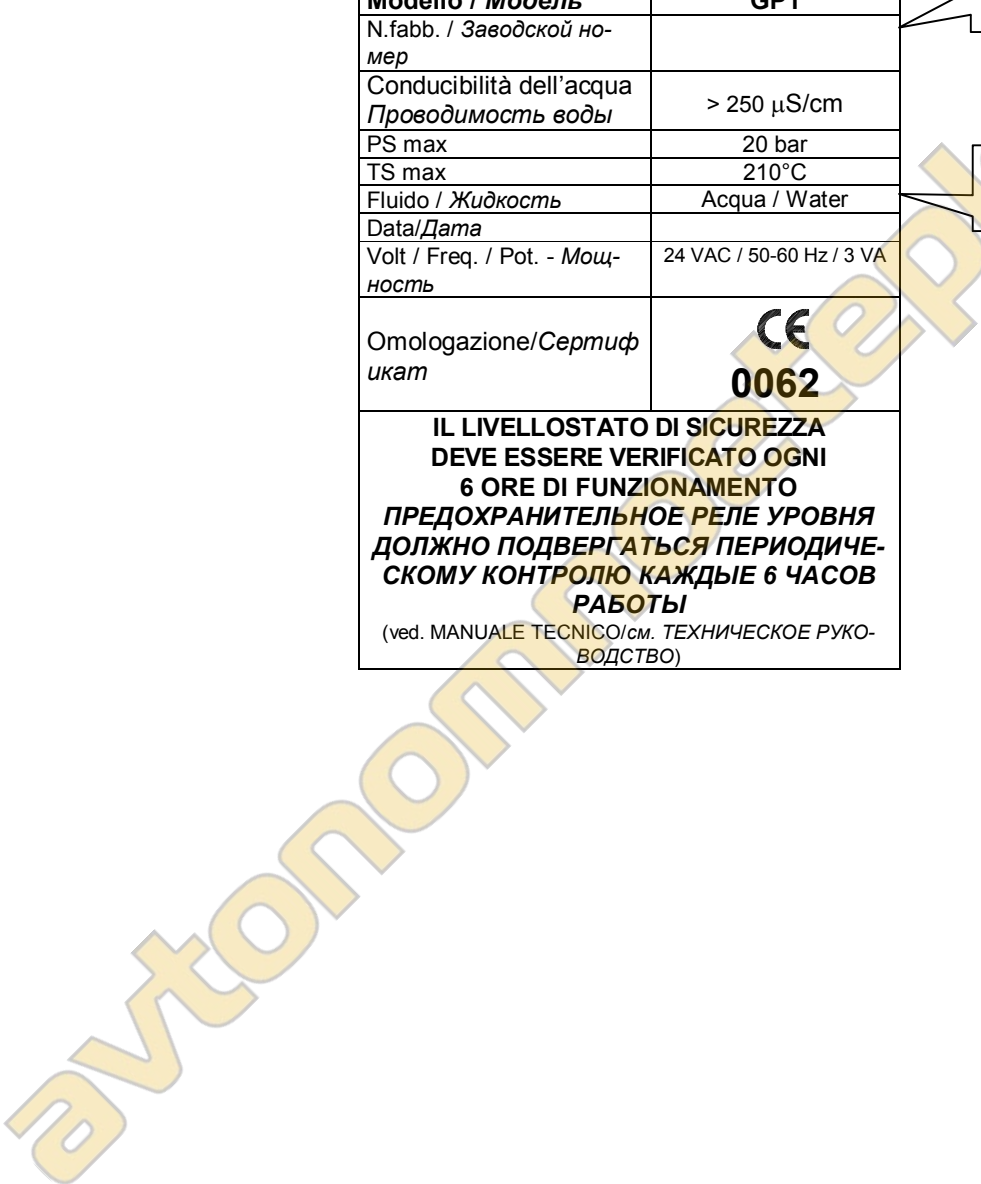 Modello / Модель GPT
N.fabb. / Заводской но-
мер
Conducibilità dell'acqua
Проводимость воды > 250 µS/cm
PS max 20 bar
TS max 210°C
Fluido / Жидкость Acqua / Water
Data/Дата
Volt / Freq. / Pot. - Мощ- 24 VAC / 50-60 Hz / 3 VA
ность
Omologazione/Сертиф CE
икат 0062
IL LIVELLOSTATO DI SICUREZZA
DEVE ESSERE VERIFICATO OGNI
6 ORE DI FUNZIONAMENTO
ПРЕДОХРАНИТЕЛЬНОЕ РЕЛЕ УРОВНЯ
ДОЛЖНО ПОДВЕРГАТЬСЯ ПЕРИОДИЧЕ-
СКОМУ КОНТРОЛЮ КАЖДЫЕ 6 ЧАСОВ
РАБОТЫ
(ved. MANUALE TECNICO/см. ТЕХНИЧЕСКОЕ РУКО-
ВОДСТВО)